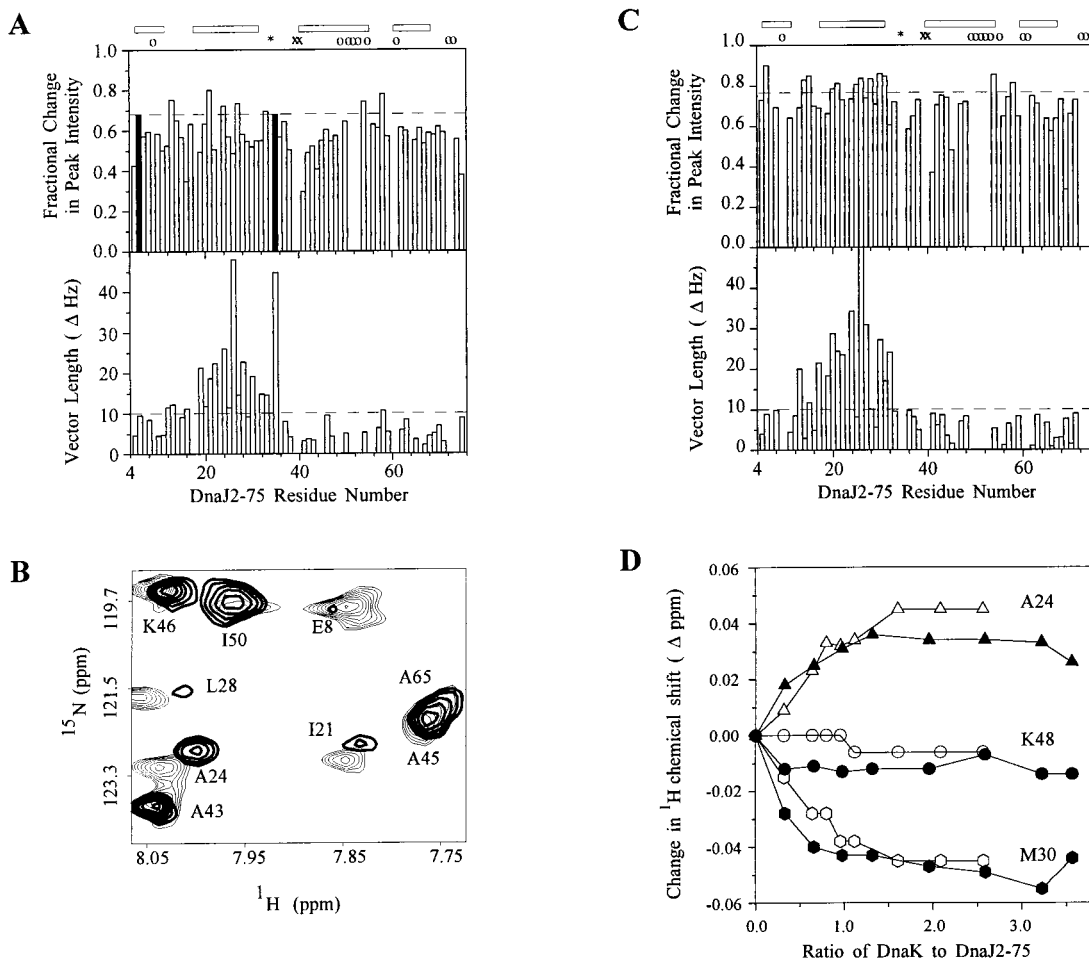 A
o
*
xx
o
oooo
o
o
oo
1.0
0.8
0.6
0.4
0.2
0.0
Fractional Change
in Peak Intensity
40
30
20
10
0
Vector Length ( Δ Hz)
4
20
40
60
DnaJ2-75 Residue Number
C
o
*
xx
ooooo
o
oo
oo
1.0
0.8
0.6
0.4
0.2
0.0
Fractional Change
in Peak Intensity
40
30
20
10
0
Vector Length ( Δ Hz)
4
20
40
60
DnaJ2-75 Residue Number
B
119.7
121.5
123.3
15N (ppm)
K46
I50
E8
L28
A65
I21
A24
A45
A43
8.05
7.95
7.85
7.75
1H (ppm)
D
0.06
0.04
0.02
0.00
-0.02
-0.04
-0.06
Change in 1H chemical shift ( Δ ppm)
A24
K48
M30
0.0
1.0
2.0
3.0
Ratio of DnaK to DnaJ2-75